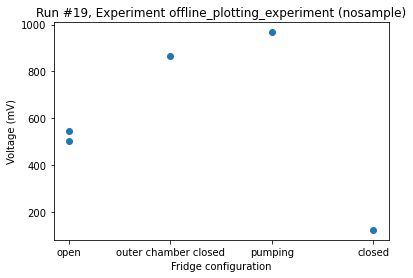 Run #19, Experiment offline_plotting_experiment (nosample)
1000
800
600
400
200
Voltage (mV)
open
outer chamber closed
pumping
closed
Fridge configuration